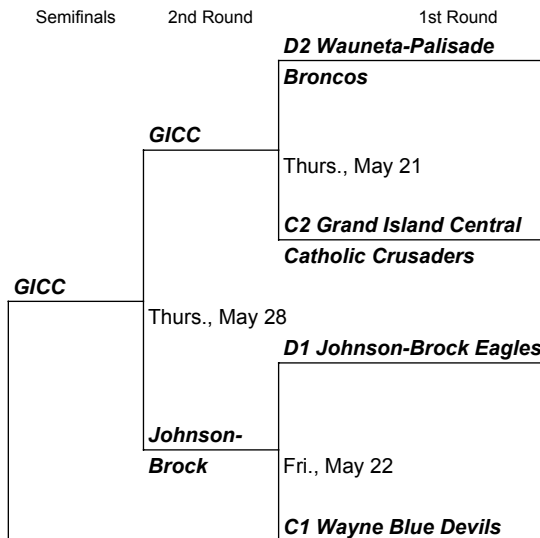 Semifinals 2nd Round 1st Round
D2 Wauneta-Palisade
Broncos
GICC
Thurs., May 21
C2 Grand Island Central
Catholic Crusaders
GICC
Thurs., May 28
D1 Johnson-Brock Eagles
Johnson-
Brock
Fri., May 22
C1 Wayne Blue Devils